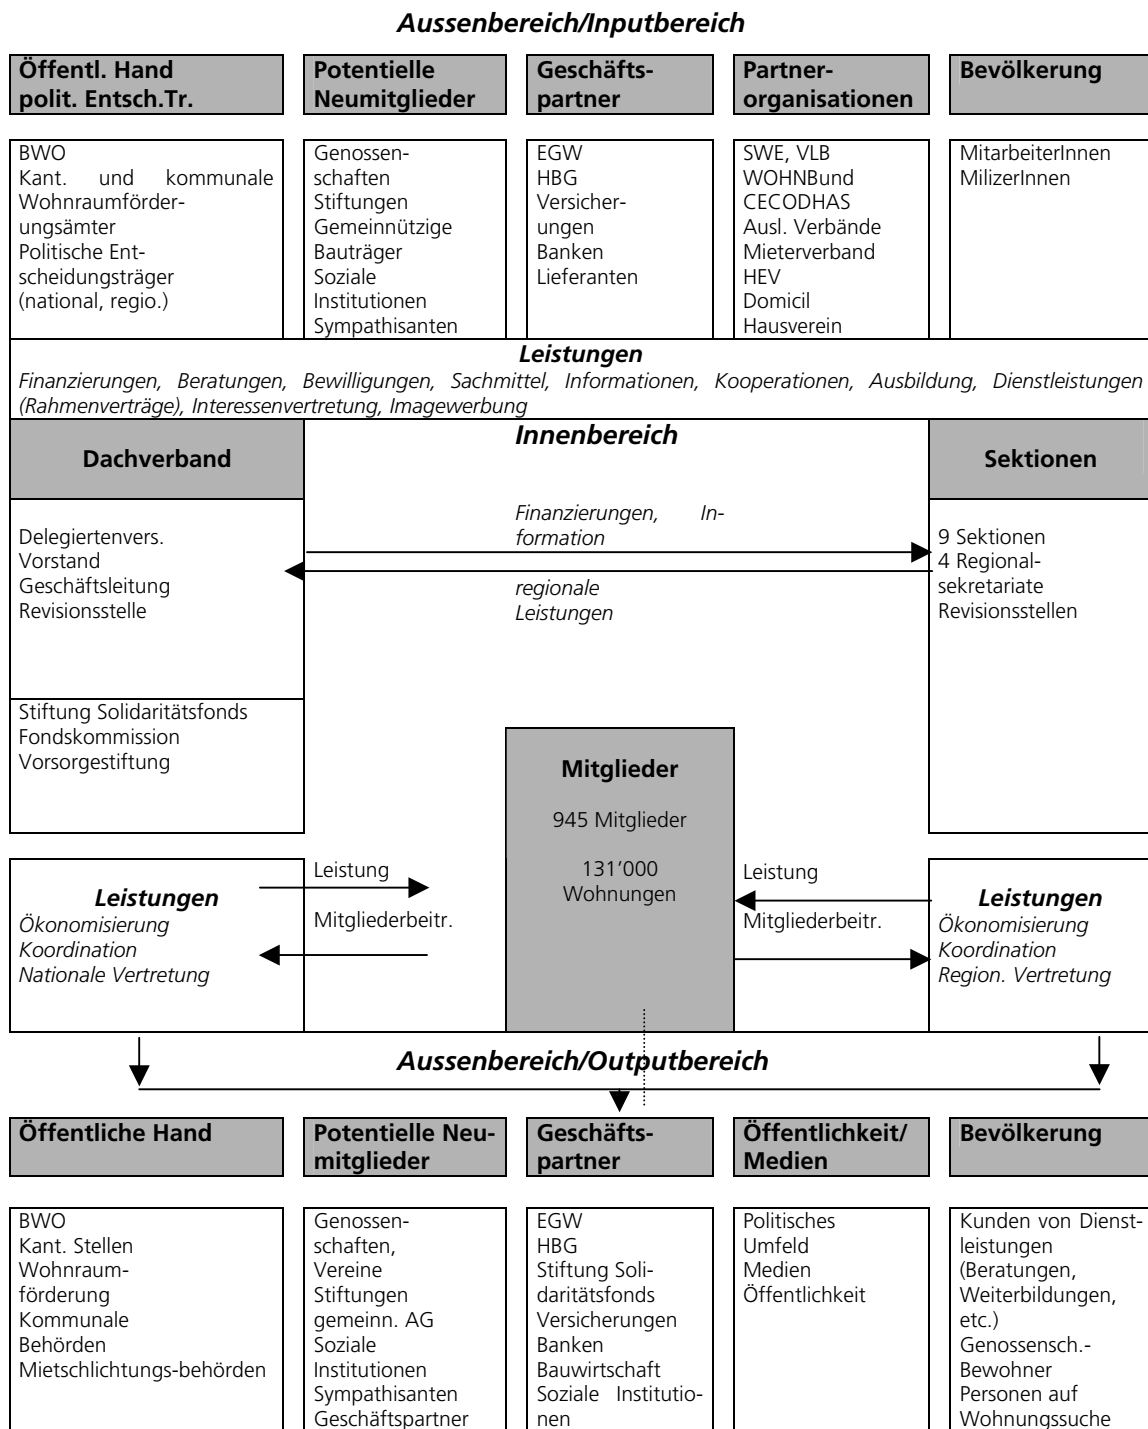 Aussenbereich/Inputbereich
Öffentl. Hand
polit. Entsch.Tr.
Potentielle
Neumitglieder
Geschäfts-
partner
Partner-
organisationen
Bevölkerung
BWO
Kant. und kommunale
Wohnraumförder-
ungsämter
Politische Ent-
scheidungsträger
(national, regio.)
Genossen-
schaften
Stiftungen
Gemeinnützige
Bauträger
Soziale
Institutionen
Sympathisanten
EGW
HBG
Versicher-
ungen
Banken
Lieferanten
SWE, VLB
WOHNBund
CECODHAS
Ausl. Verbände
Mieterverband
HEV
Domicil
Hausverein
MitarbeiterInnen
MilizerInnen
Leistungen
Finanzierungen, Beratungen, Bewilligungen, Sachmittel, Informationen, Kooperationen, Ausbildung, Dienstleistungen
(Rahmenverträge), Interessenvertretung, Imagewerbung
Innenbereich
Dachverband
Sektionen
Delegiertenvers.
Vorstand
Geschäftsleitung
Revisionsstelle
Finanzierungen, In-
formation
regionale
Leistungen
9 Sektionen
4 Regional-
sekretariate
Revisionsstellen
Stiftung Solidaritätsfonds
Fondskommission
Vorsorgestiftung
Mitglieder
945 Mitglieder
131’000
Wohnungen
Leistungen
Ökonomisierung
Koordination
Nationale Vertretung
Leistung
Mitgliederbeitr.
Leistung
Mitgliederbeitr.
Leistungen
Ökonomisierung
Koordination
Region. Vertretung
Aussenbereich/Outputbereich
Öffentliche Hand
Potentielle Neu-
mitglieder
Geschäfts-
partner
Öffentlichkeit/
Medien
Bevölkerung
BWO
Kant. Stellen
Wohnraum-
förderung
Kommunale
Behörden
Mietschlichtungs-behörden
Genossen-
schaften,
Vereine
Stiftungen
gemeinn. AG
Soziale
Institutionen
Sympathisanten
Geschäftspartner
EGW
HBG
Stiftung Soli-
daritätsfonds
Versicherungen
Banken
Bauwirtschaft
Soziale Institutio-
nen
Politisches
Umfeld
Medien
Öffentlichkeit
Kunden von Dienst-
leistungen
(Beratungen,
Weiterbildungen,
etc.)
Genossensch.-
Bewohner
Personen auf
Wohnungssuche